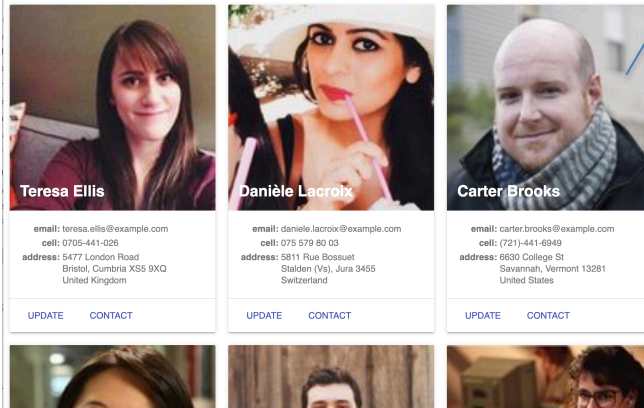 Teresa Ellis
email: teresa.ellis@example.com
cell: 0705-441-026
address: 5477 London Road
Bristol, Cumbria XS5 9XQ
United Kingdom
UPDATE CONTACT
Danièle Lacroix
email: daniele.lacroix@example.com
cell: 075 579 80 03
address: 5811 Rue Bossuet
Stalden (Vs), Jura 3455
Switzerland
UPDATE CONTACT
Carter Brooks
email: carter.brooks@example.com
cell: (721)-441-6949
address: 6630 College St
Savannah, Vermont 13281
United States
UPDATE CONTACT